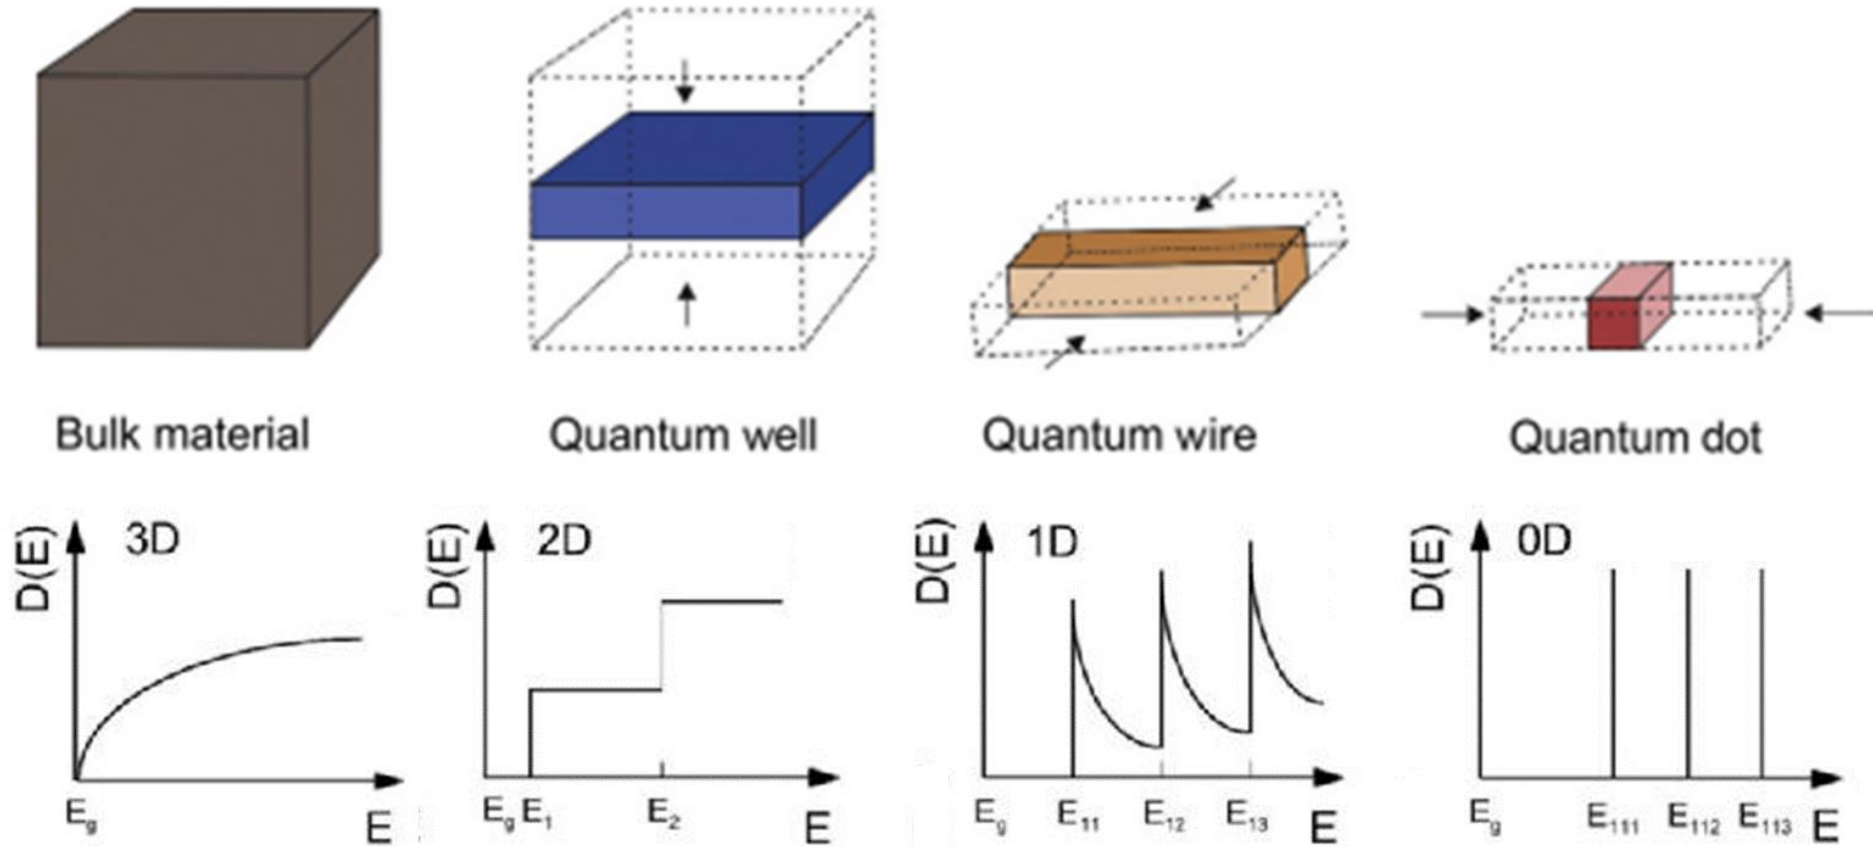 Bulk material
Quantum well
Quantum wire
Quantum dot
D(E)
3D
E_g
E
D(E)
2D
E_g
E_1
E_2
E
D(E)
1D
E_g
E_11
E_12
E_13
E
D(E)
0D
E_g
E_111
E_112
E_113
E